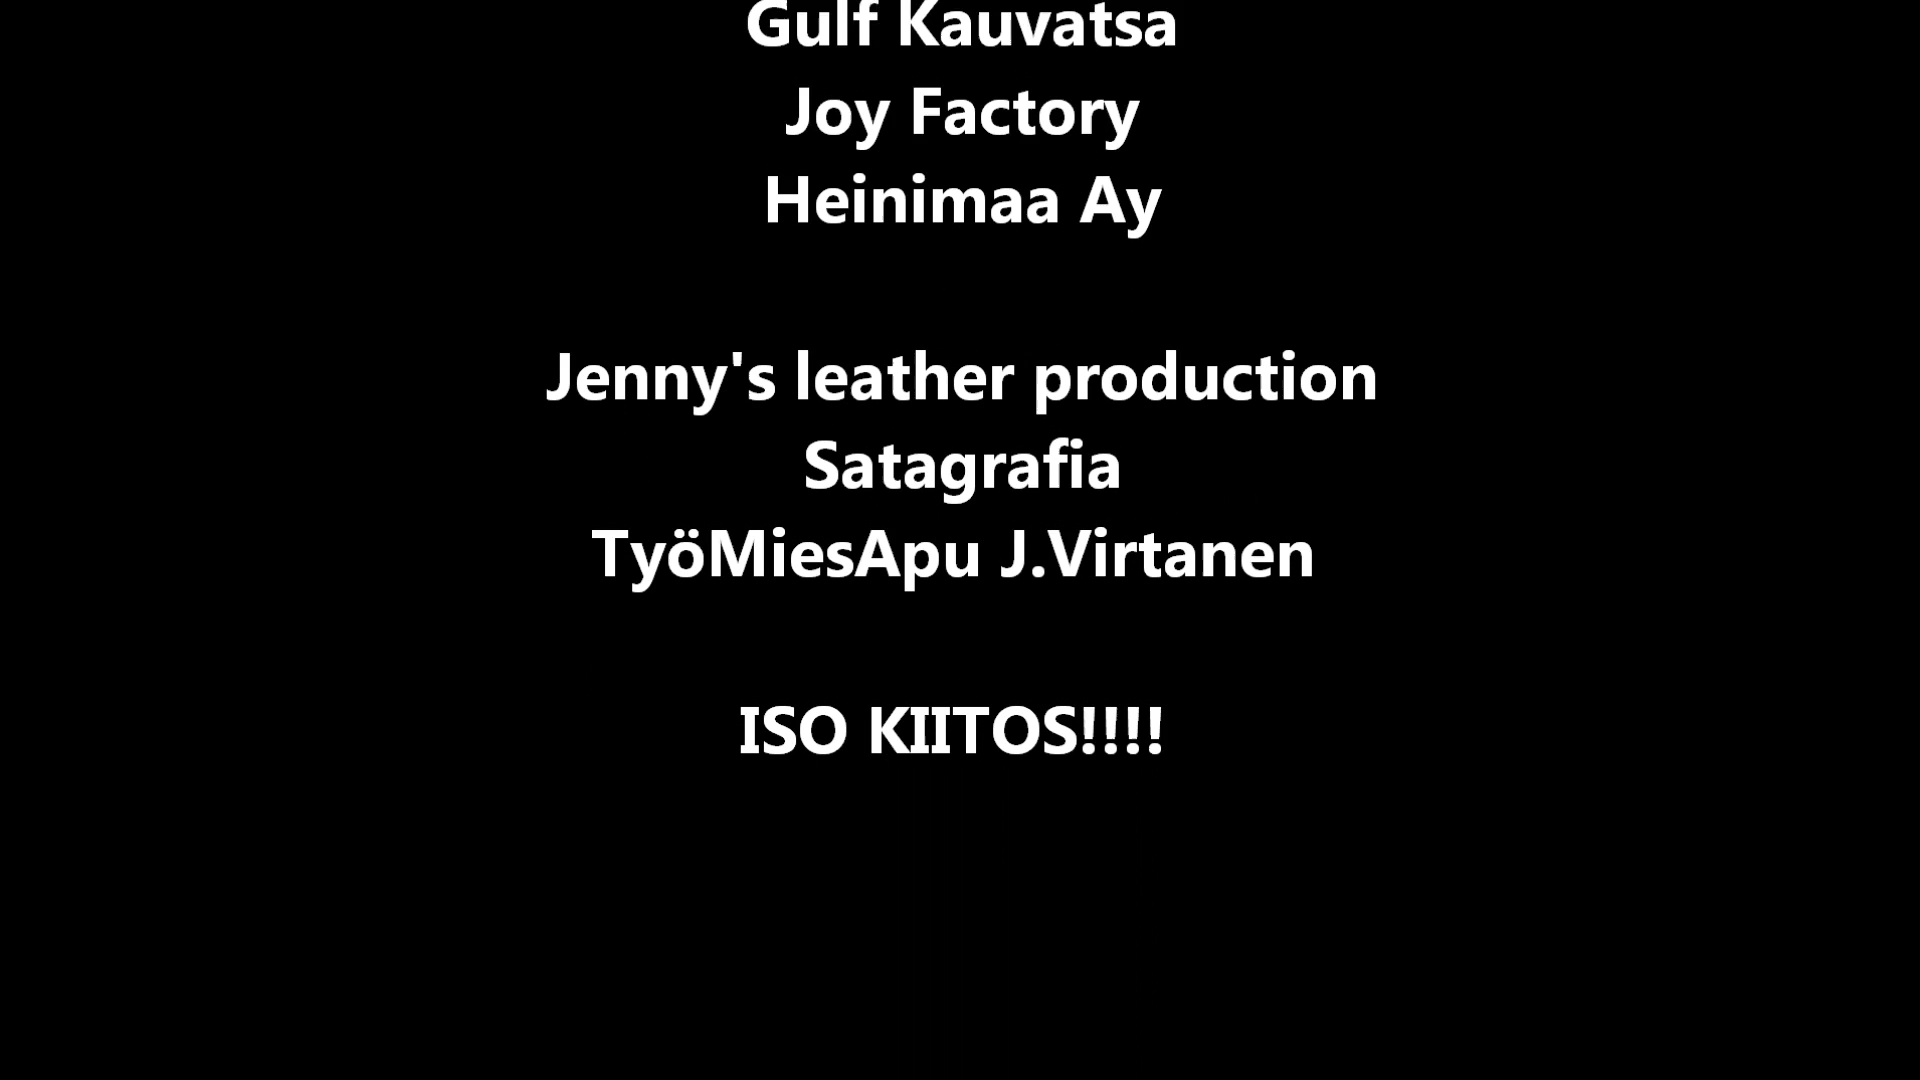 Gulf Kauvatsa
Joy Factory
Heinimaa Ay
Jenny's leather production
Satagrafia
TyöMiesApu J.Virtanen
ISO KIITOS!!!!